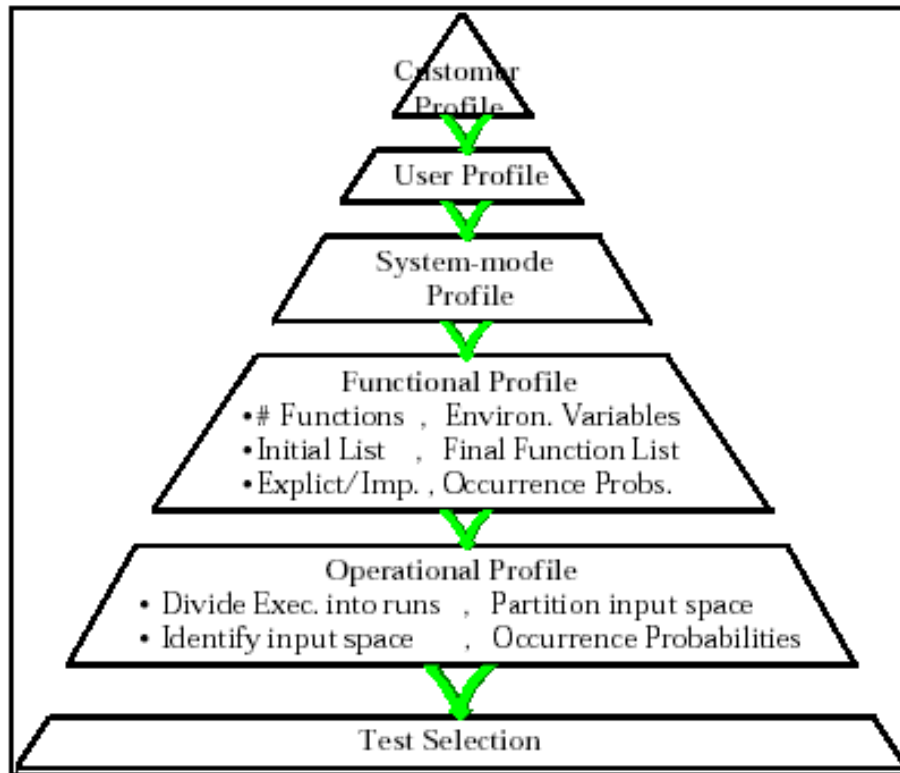 Customer
Profile
User Profile
System-mode
Profile
Functional Profile
•# Functions , Environ. Variables
•Initial List , Final Function List
•Explict/Imp. , Occurrence Probs.
Operational Profile
• Divide Exec. into runs , Partition input space
• Identify input space , Occurrence Probabilities
Test Selection